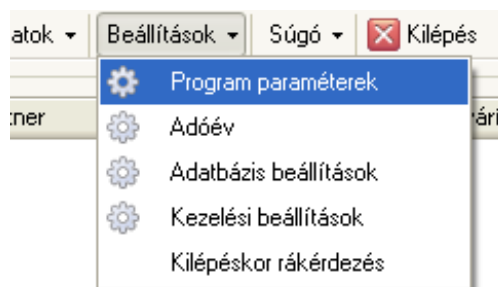 atok Beállítások Súgó Kilépés
Program paraméterek
Adóév
Adatbázis beállítások
Kezelési beállítások
Kilépéskor rákérdezés